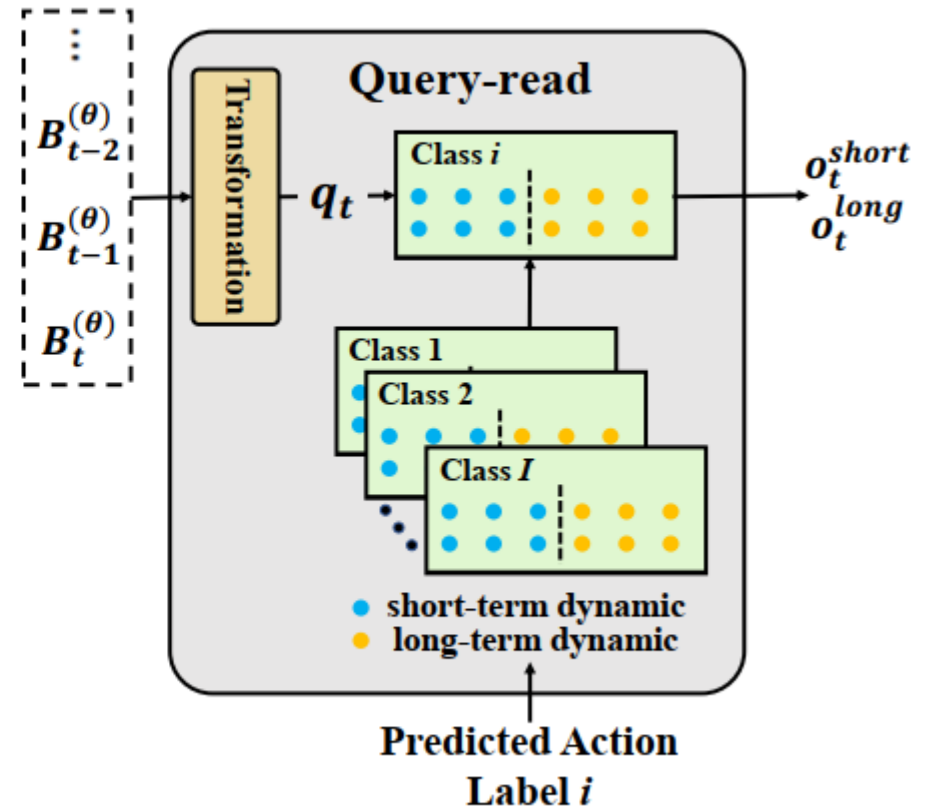 ⋮
B_{t-2}^{(θ)}
B_{t-1}^{(θ)}
B_t^{(θ)}
Transformation
Query-read
q_t
Class i
o_t^{short}
o_t^{long}
Class 1
Class 2
Class I
short-term dynamic
long-term dynamic
Predicted Action
Label i